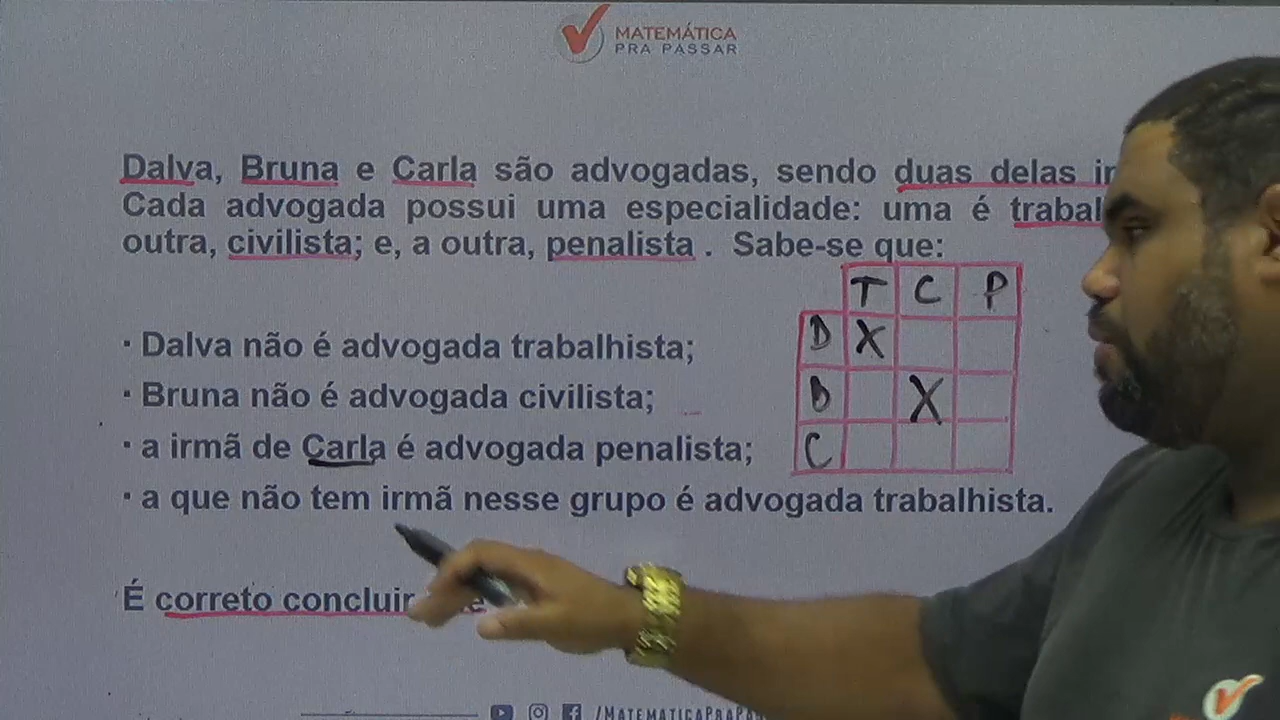 MATEMÁTICA
PRA PASSAR
Dalva, Bruna e Carla são advogadas, sendo duas delas
Cada advogada possui uma especialidade: uma é
outra, civilista; e, a outra, penalista . Sabe-se que:
T C P
· Dalva não é advogada trabalhista; D X
· Bruna não é advogada civilista; B X
· a irmã de Carla é advogada penalista; C
· a que não tem irmã nesse grupo é advogada trabalhista.
É correto concluir